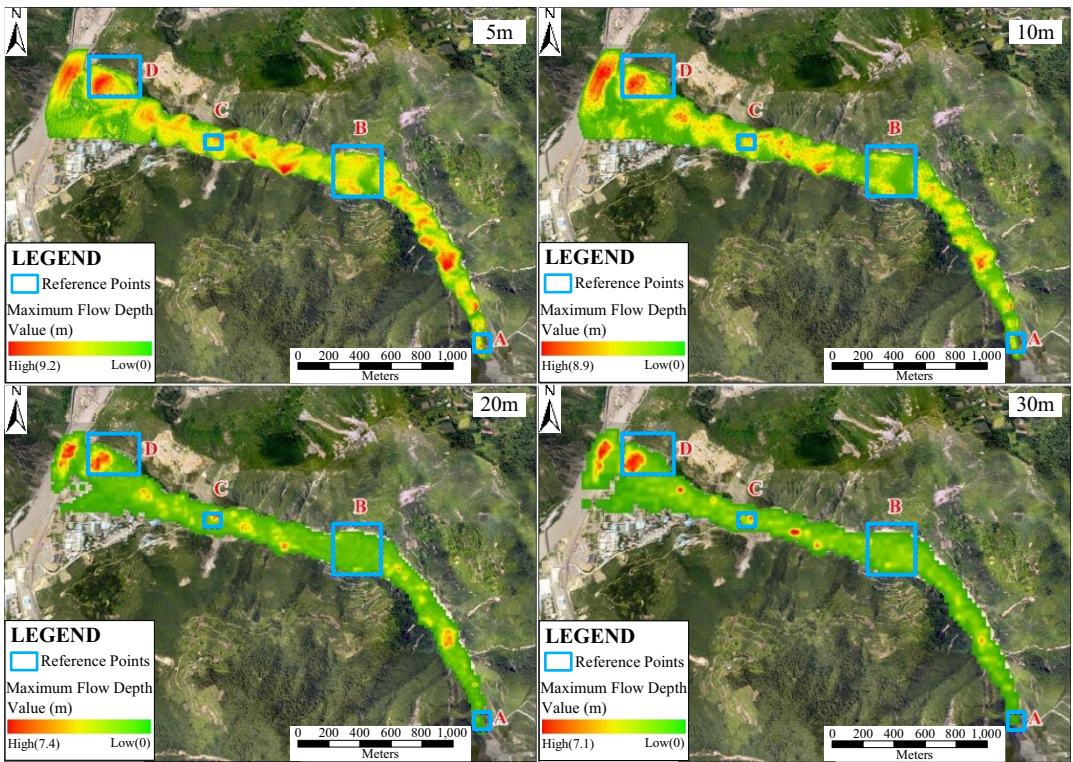 N
5m
D
C
B
A
LEGEND
Reference Points
Maximum Flow Depth
Value (m)
High(9.2) Low(0)
0 200 400 600 800 1,000
Meters
N
10m
D
C
B
A
LEGEND
Reference Points
Maximum Flow Depth
Value (m)
High(8.9) Low(0)
0 200 400 600 800 1,000
Meters
N
20m
D
C
B
A
LEGEND
Reference Points
Maximum Flow Depth
Value (m)
High(7.4) Low(0)
0 200 400 600 800 1,000
Meters
N
30m
D
C
B
A
LEGEND
Reference Points
Maximum Flow Depth
Value (m)
High(7.1) Low(0)
0 200 400 600 800 1,000
Meters